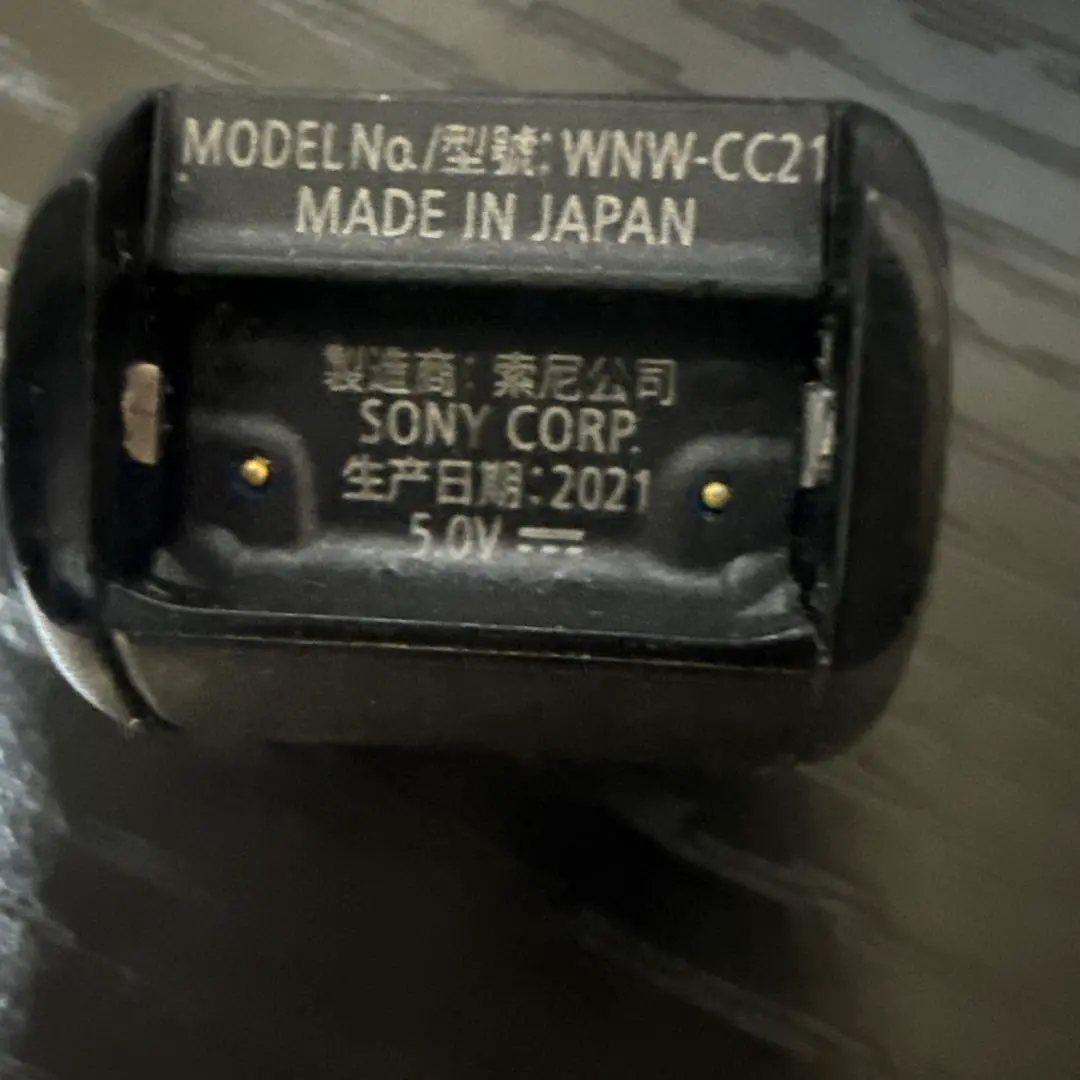 MODEL No./型號: WNW-CC21
MADE IN JAPAN
製造商: 索尼公司
SONY CORP.
生产日期:2021
5.0V ⎓